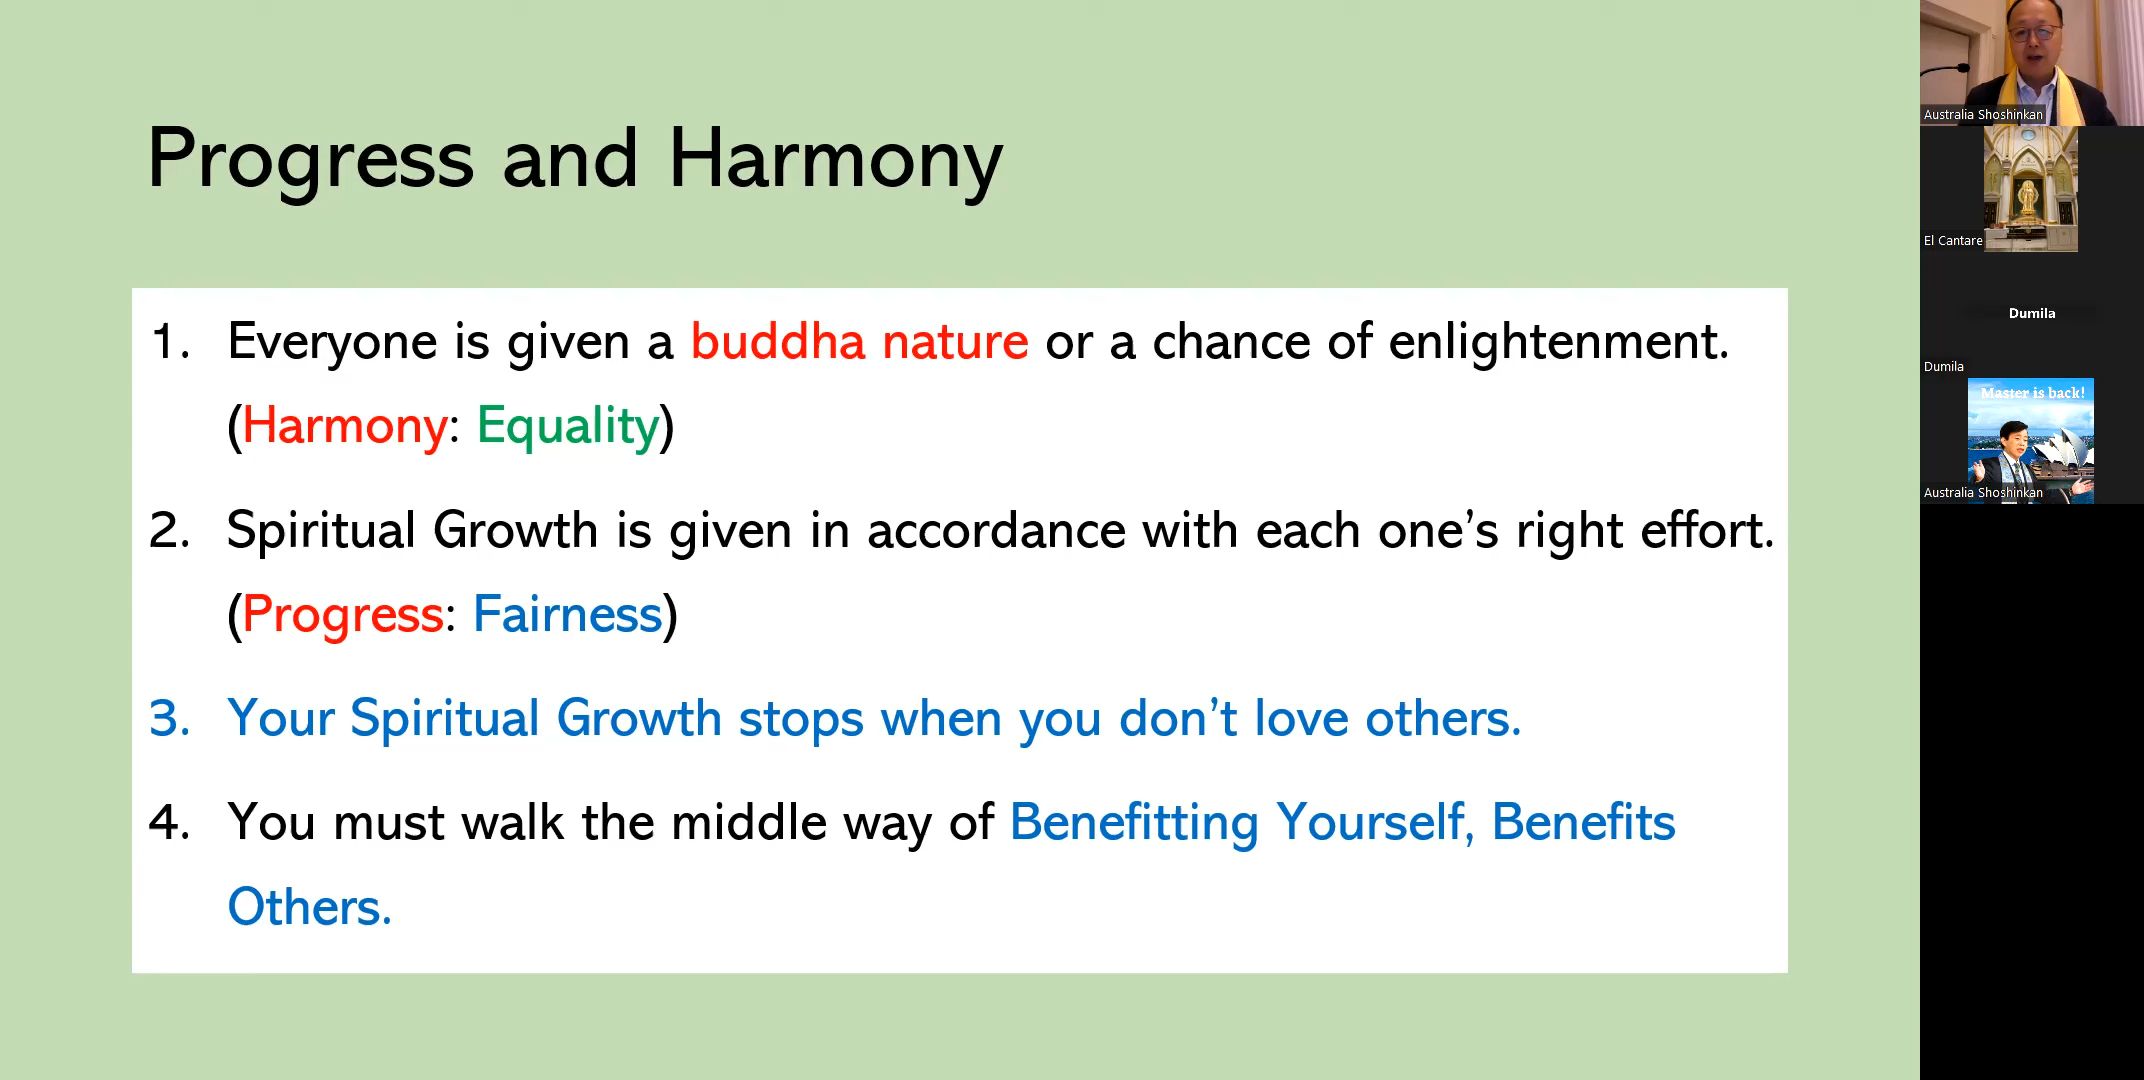 Progress and Harmony
1. Everyone is given a buddha nature or a chance of enlightenment.
(Harmony: Equality)
2. Spiritual Growth is given in accordance with each one’s right effort.
(Progress: Fairness)
3. Your Spiritual Growth stops when you don’t love others.
4. You must walk the middle way of Benefitting Yourself, Benefits
Others.
Australia Shoshinkan
El Cantare
Dumila
Dumila
Master is back!
Australia Shoshinkan